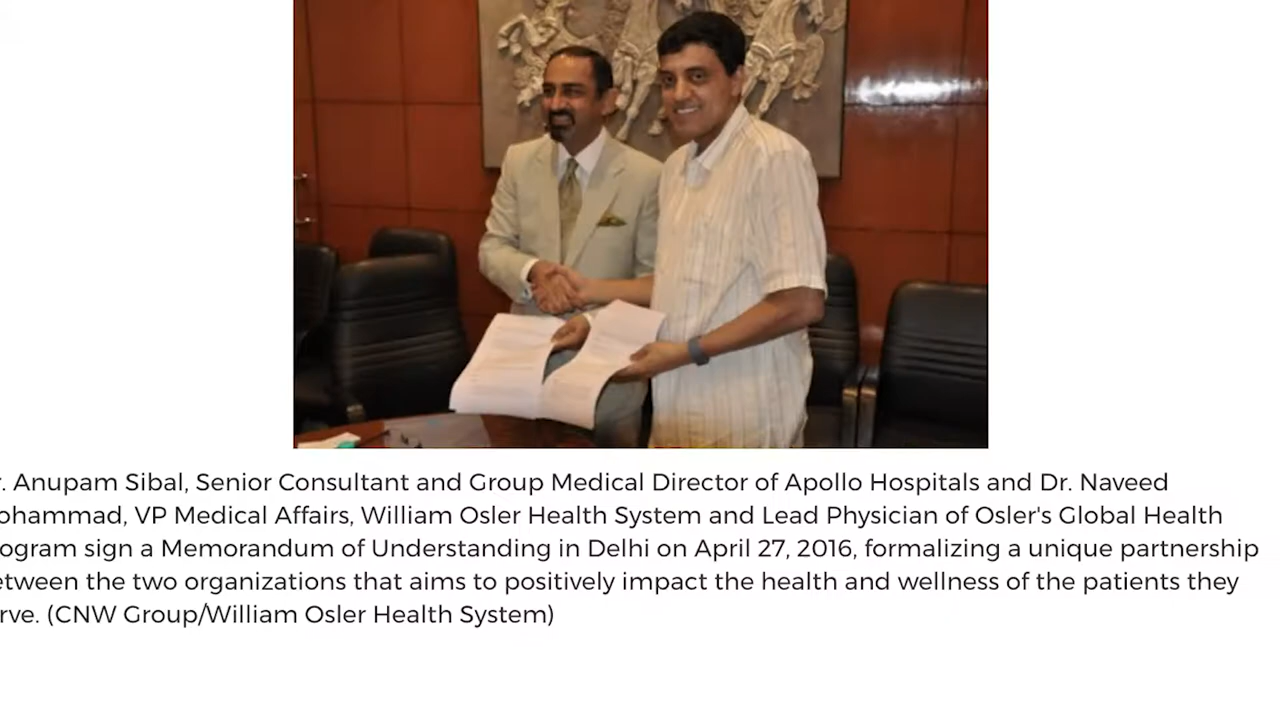 r. Anupam Sibal, Senior Consultant and Group Medical Director of Apollo Hospitals and Dr. Naveed
ohammad, VP Medical Affairs, William Osler Health System and Lead Physician of Osler's Global Health
ogram sign a Memorandum of Understanding in Delhi on April 27, 2016, formalizing a unique partnership
etween the two organizations that aims to positively impact the health and wellness of the patients they
rve. (CNW Group/William Osler Health System)